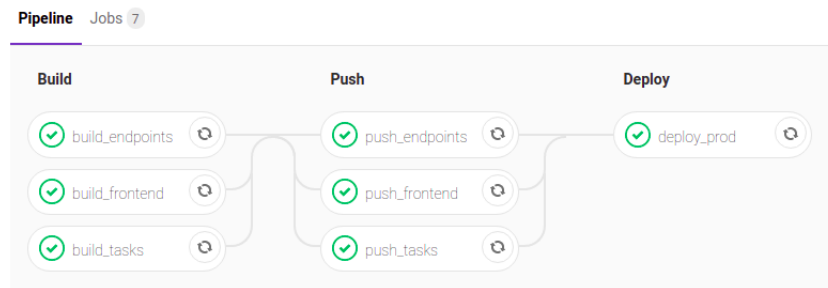 Pipeline Jobs 7
Build Push Deploy
build_endpoints push_endpoints deploy_prod
build_frontend push_frontend
build_tasks push_tasks